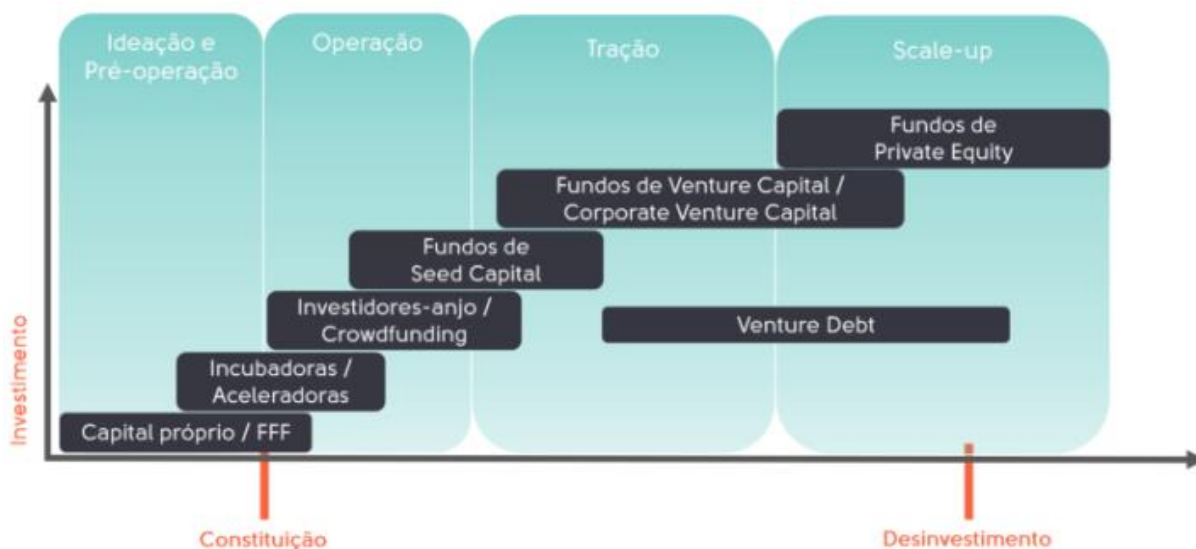 Ideação e
Pré-operação
Operação
Tração
Scale-up
Fundos de
Private Equity
Fundos de Venture Capital /
Corporate Venture Capital
Fundos de
Seed Capital
Investidores-anjo /
Crowdfunding
Venture Debt
Incubadoras /
Aceleradoras
Capital próprio / FFF
Investimento
Constituição
Desinvestimento